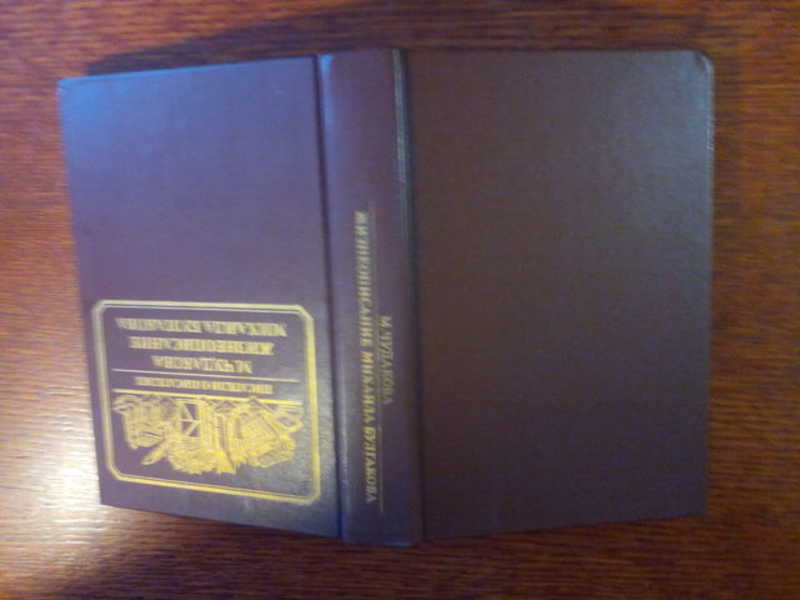 ПИСАТЕЛИ О ПИСАТЕЛЯХ
М. ЧУДАКОВА
ЖИЗНЕОПИСАНИЕ
МИХАИЛА БУЛГАКОВА
М. ЧУДАКОВА
ЖИЗНЕОПИСАНИЕ МИХАИЛА БУЛГАКОВА